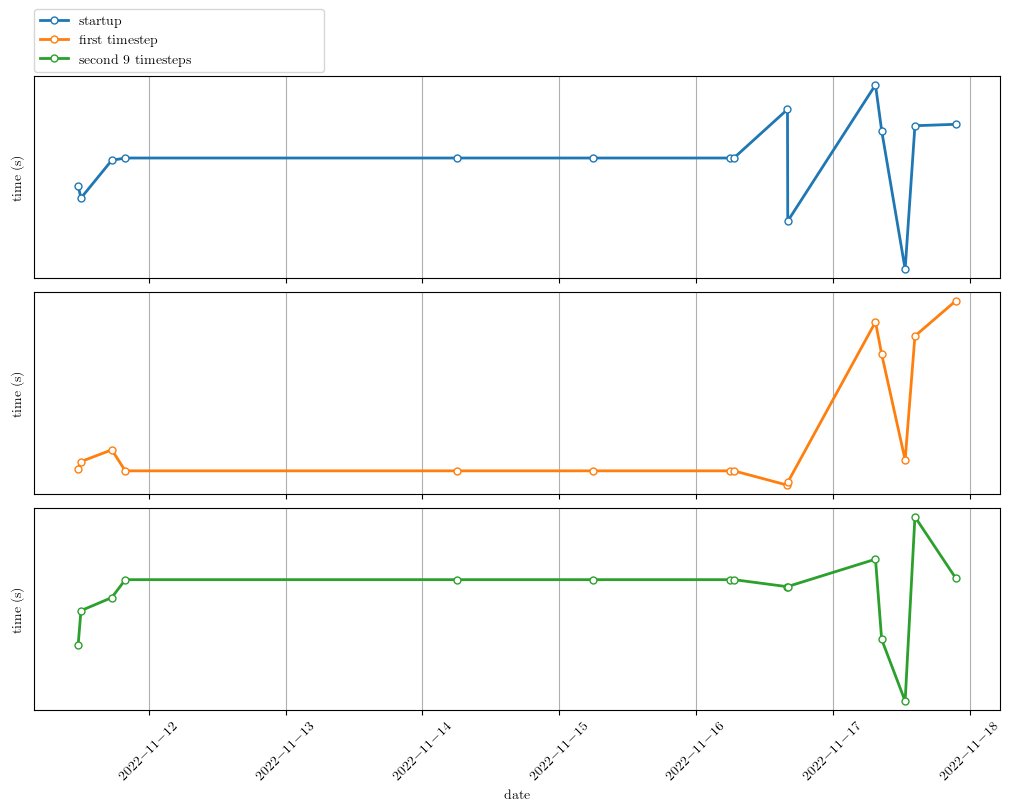 startup
first timestep
second 9 timesteps
time (s)
time (s)
time (s)
2022−11−12
2022−11−13
2022−11−14
2022−11−15
2022−11−16
2022−11−17
2022−11−18
date